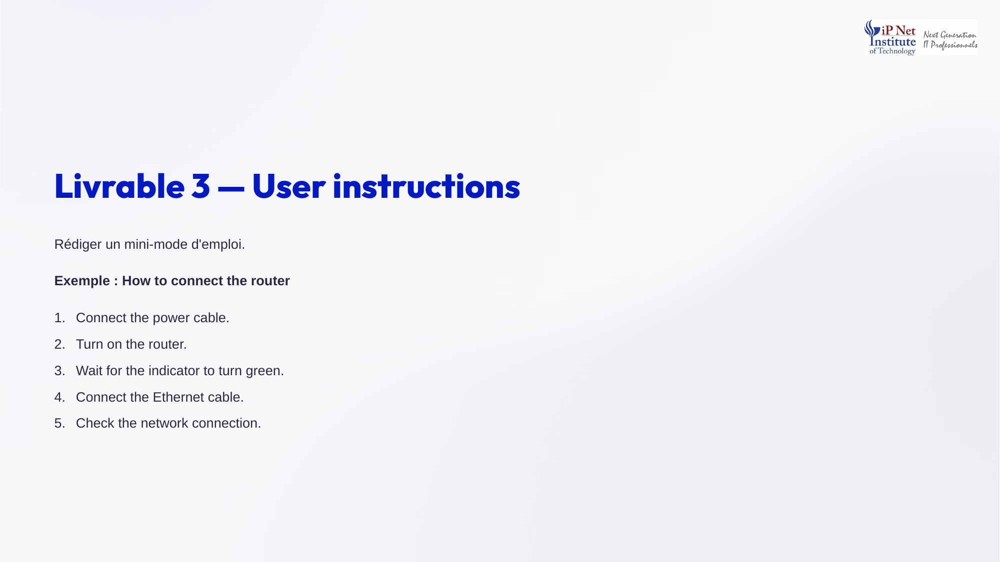 iP Net
Institute
of Technology
Next Generation
IT Professionnels
Livrable 3 — User instructions
Rédiger un mini-mode d'emploi.
Exemple : How to connect the router
1. Connect the power cable.
2. Turn on the router.
3. Wait for the indicator to turn green.
4. Connect the Ethernet cable.
5. Check the network connection.